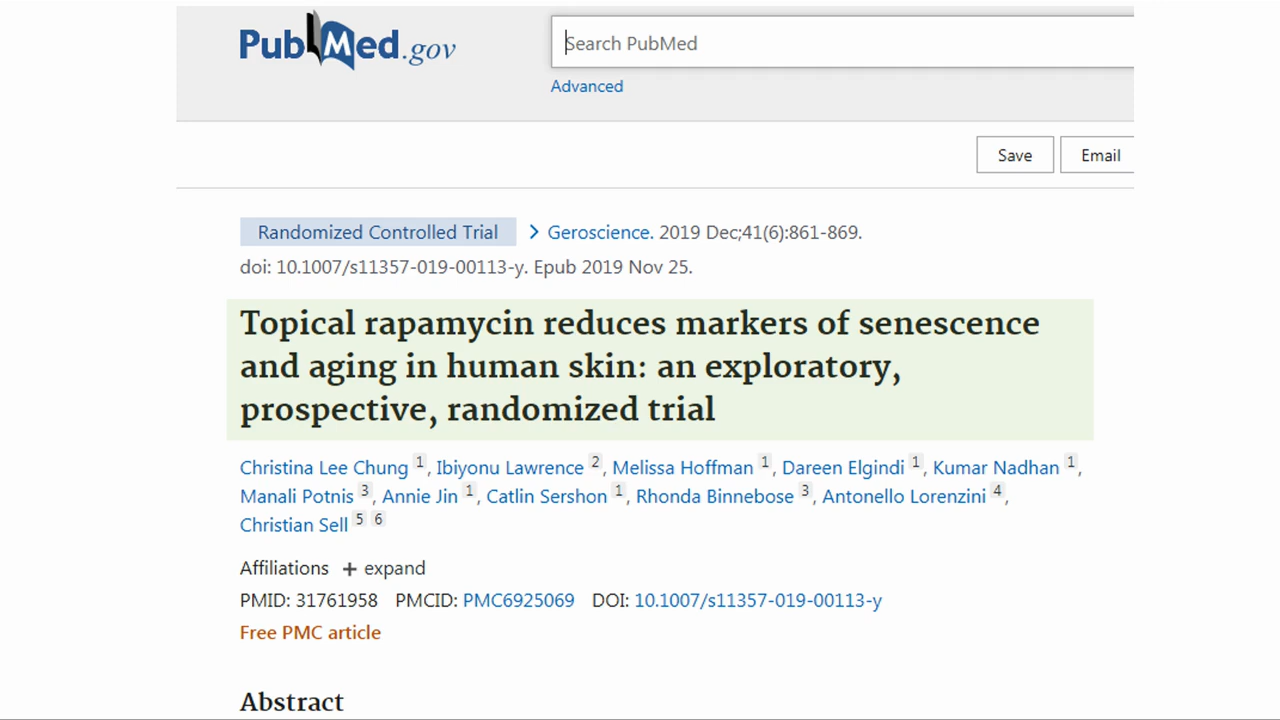 PubMed.gov
Search PubMed
Advanced
Save Email
Randomized Controlled Trial > Geroscience. 2019 Dec;41(6):861-869.
doi: 10.1007/s11357-019-00113-y. Epub 2019 Nov 25.
Topical rapamycin reduces markers of senescence
and aging in human skin: an exploratory,
prospective, randomized trial
Christina Lee Chung 1, Ibiyonu Lawrence 2, Melissa Hoffman 1, Dareen Elgindi 1, Kumar Nadhan 1,
Manali Potnis 3, Annie Jin 1, Catlin Sershon 1, Rhonda Binnebose 3, Antonello Lorenzini 4,
Christian Sell 5 6
Affiliations + expand
PMID: 31761958 PMCID: PMC6925069 DOI: 10.1007/s11357-019-00113-y
Free PMC article
Abstract